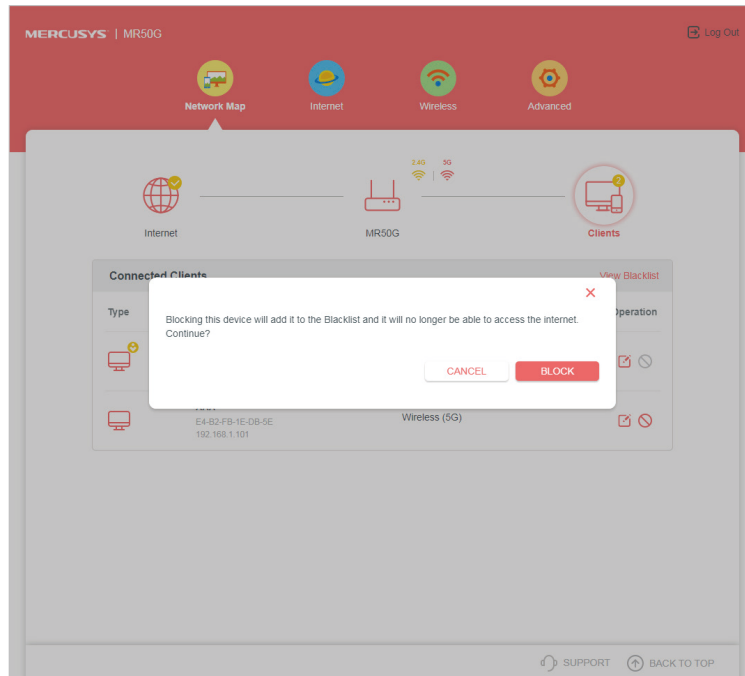 MERCUSYS | MR50G
Log Out
Network Map
Internet
Wireless
Advanced
2.4G
5G
2
Internet
MR50G
Clients
Connected Clients
View Blacklist
Type
Operation
Blocking this device will add it to the Blacklist and it will no longer be able to access the internet.
Continue?
CANCEL
BLOCK
E4-B2-FB-1E-DB-5E
Wireless (5G)
192.168.1.101
SUPPORT
BACK TO TOP